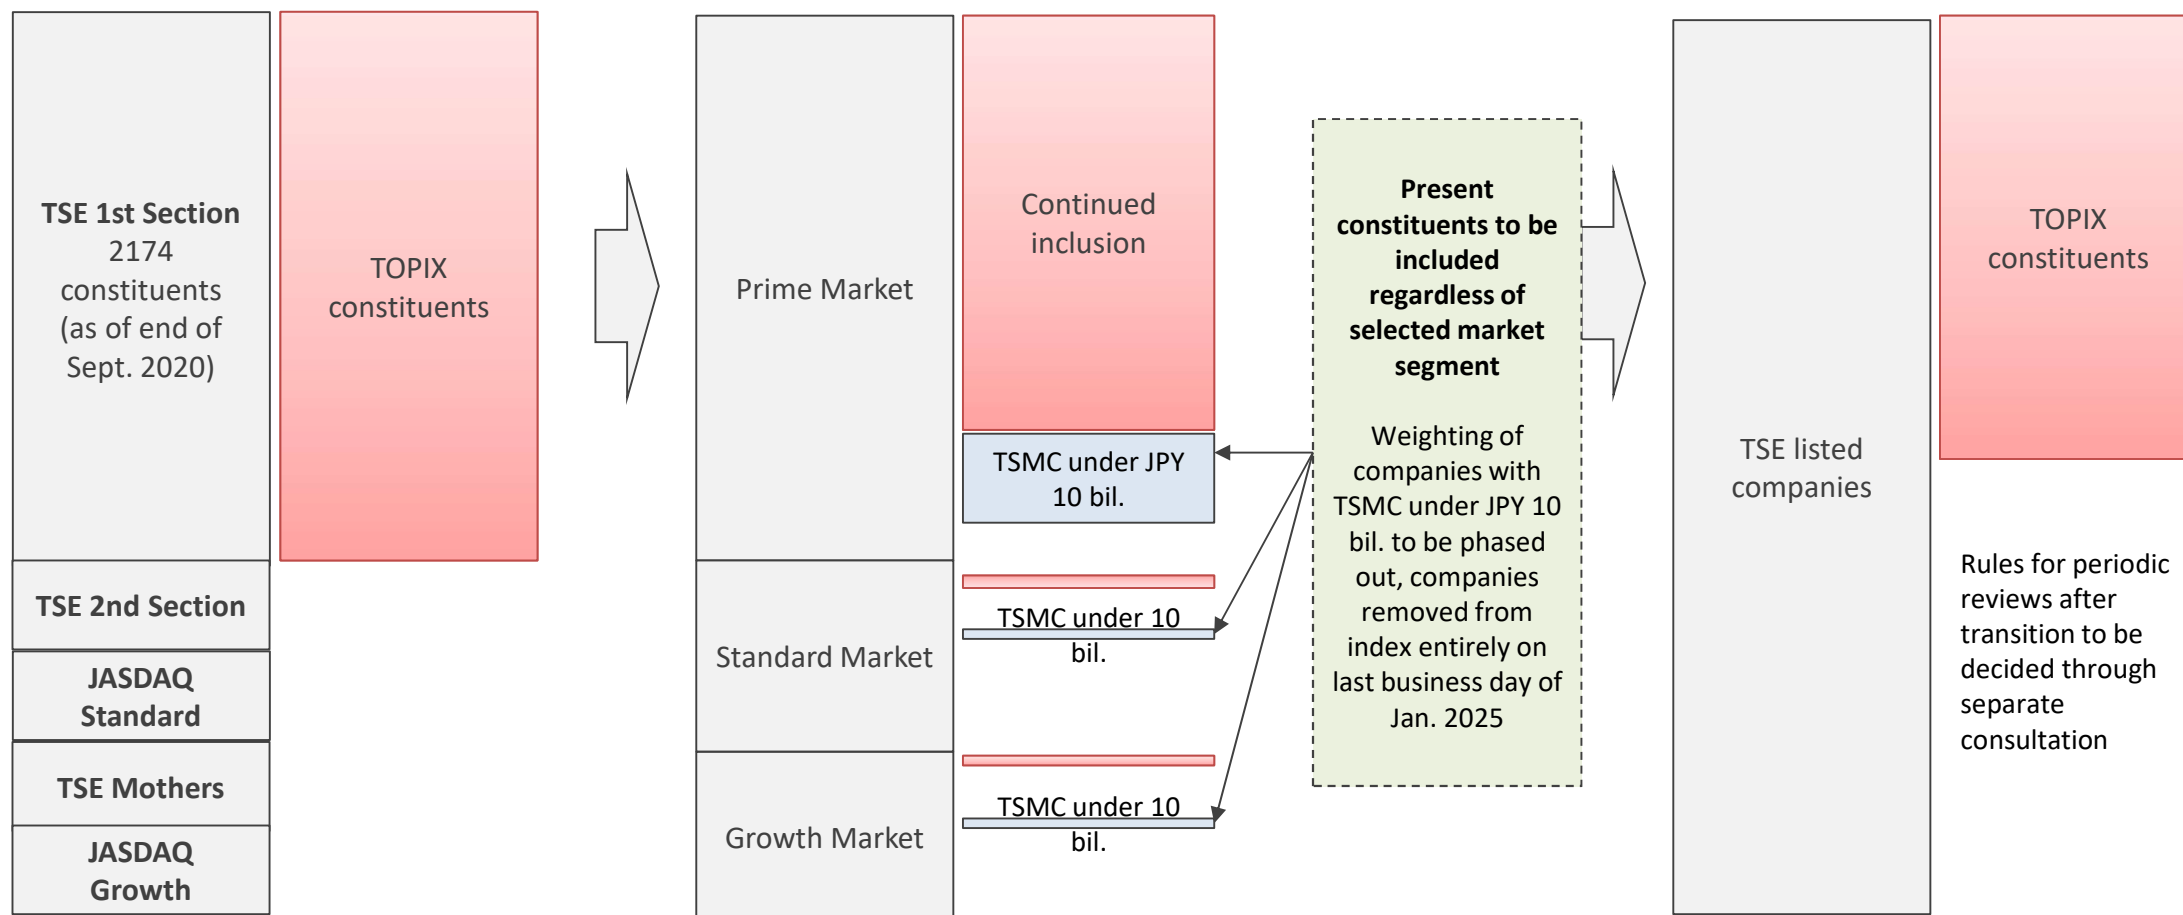 TSE 1st Section
2174
constituents
(as of end of
Sept. 2020)
TSE 2nd Section
JASDAQ
Standard
TSE Mothers
JASDAQ
Growth
TOPIX
constituents
Prime Market
Standard Market
Growth Market
Continued
inclusion
TSMC under JPY
10 bil.
TSMC under 10
bil.
TSMC under 10
bil.
Present
constituents to be
included
regardless of
selected market
segment
Weighting of
companies with
TSMC under JPY 10
bil. to be phased
out, companies
removed from
index entirely on
last business day of
Jan. 2025
TSE listed
companies
TOPIX
constituents
Rules for periodic
reviews after
transition to be
decided through
separate
consultation